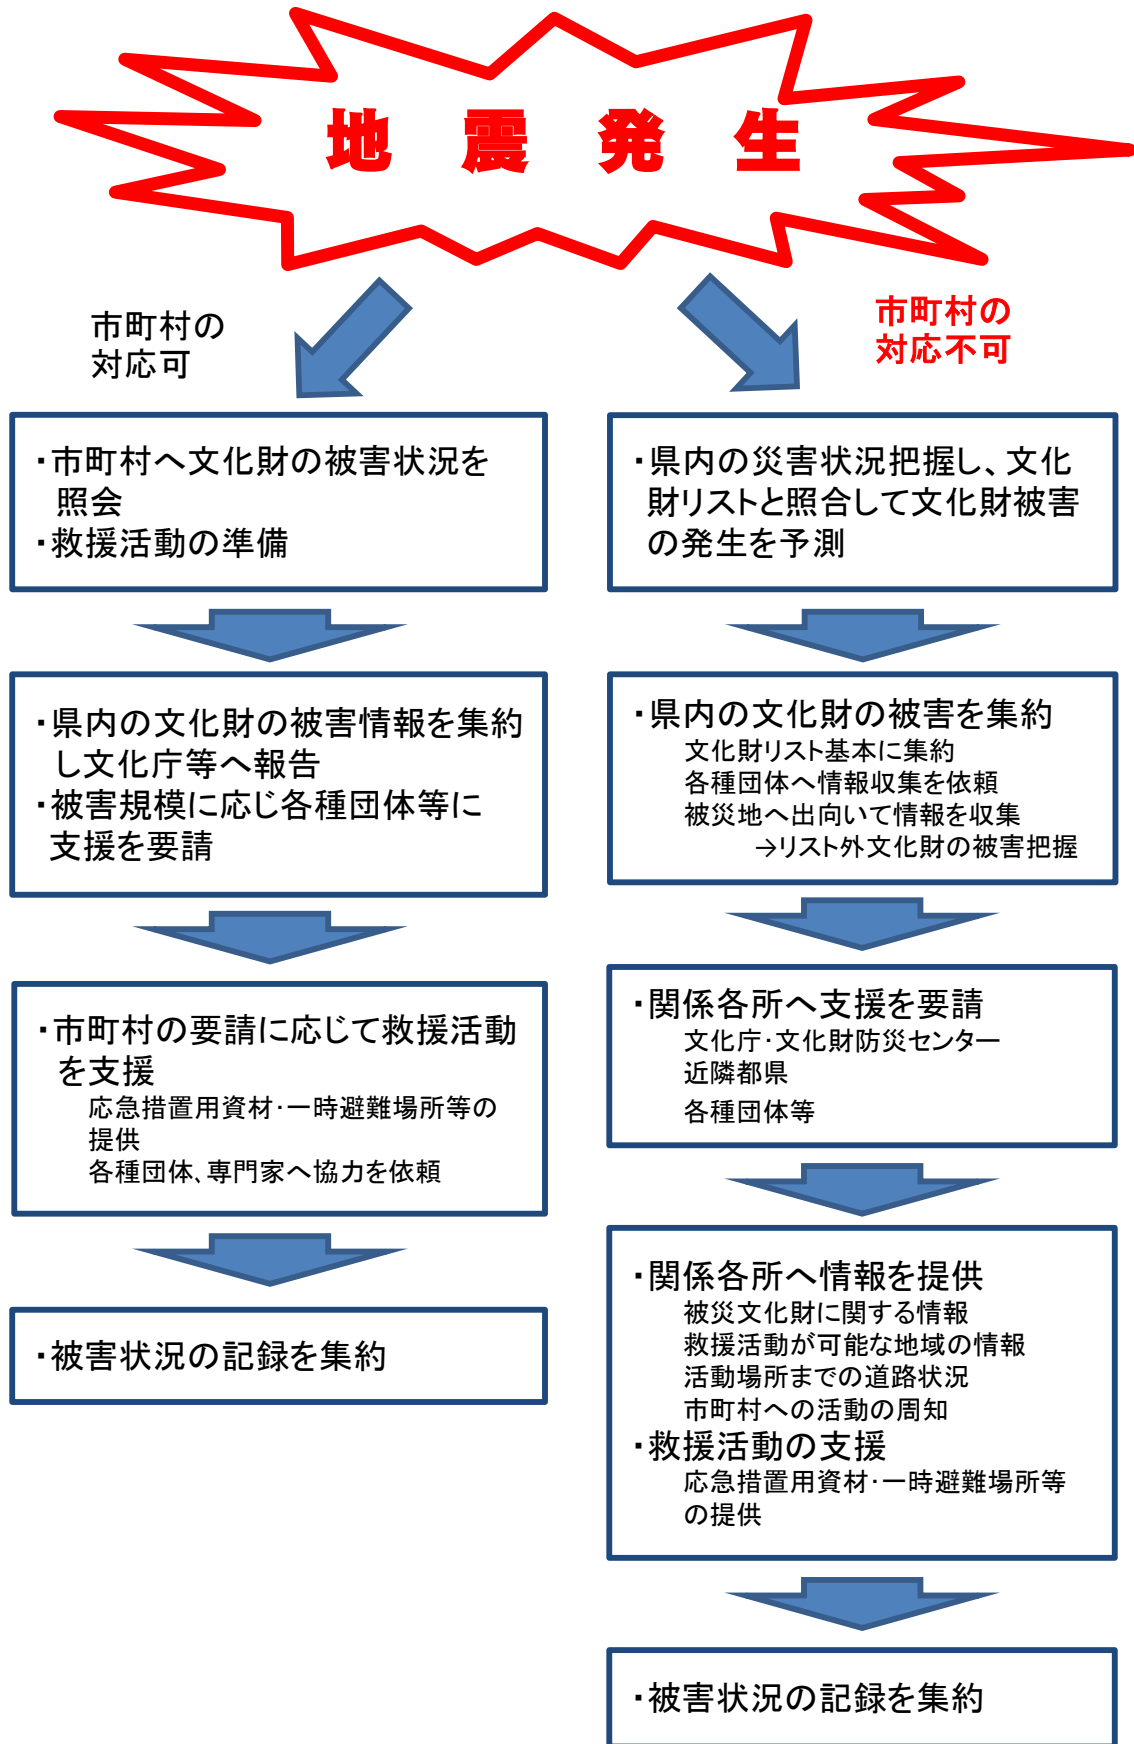 地震発生
市町村の
対応可
市町村の
対応不可
・市町村へ文化財の被害状況を
照会
・救援活動の準備
・県内の文化財の被害情報を集約
し文化庁等へ報告
・被害規模に応じ各種団体等に
支援を要請
・市町村の要請に応じて救援活動
を支援
応急措置用資材・一時避難場所等の
提供
各種団体、専門家へ協力を依頼
・被害状況の記録を集約
・県内の災害状況把握し、文化
財リストと照合して文化財被害
の発生を予測
・県内の文化財の被害を集約
文化財リスト基本に集約
各種団体へ情報収集を依頼
被災地へ出向いて情報を収集
→リスト外文化財の被害把握
・関係各所へ支援を要請
文化庁・文化財防災センター
近隣都県
各種団体等
・関係各所へ情報を提供
被災文化財に関する情報
救援活動が可能な地域の情報
活動場所までの道路状況
市町村への活動の周知
・救援活動の支援
応急措置用資材・一時避難場所等
の提供
・被害状況の記録を集約